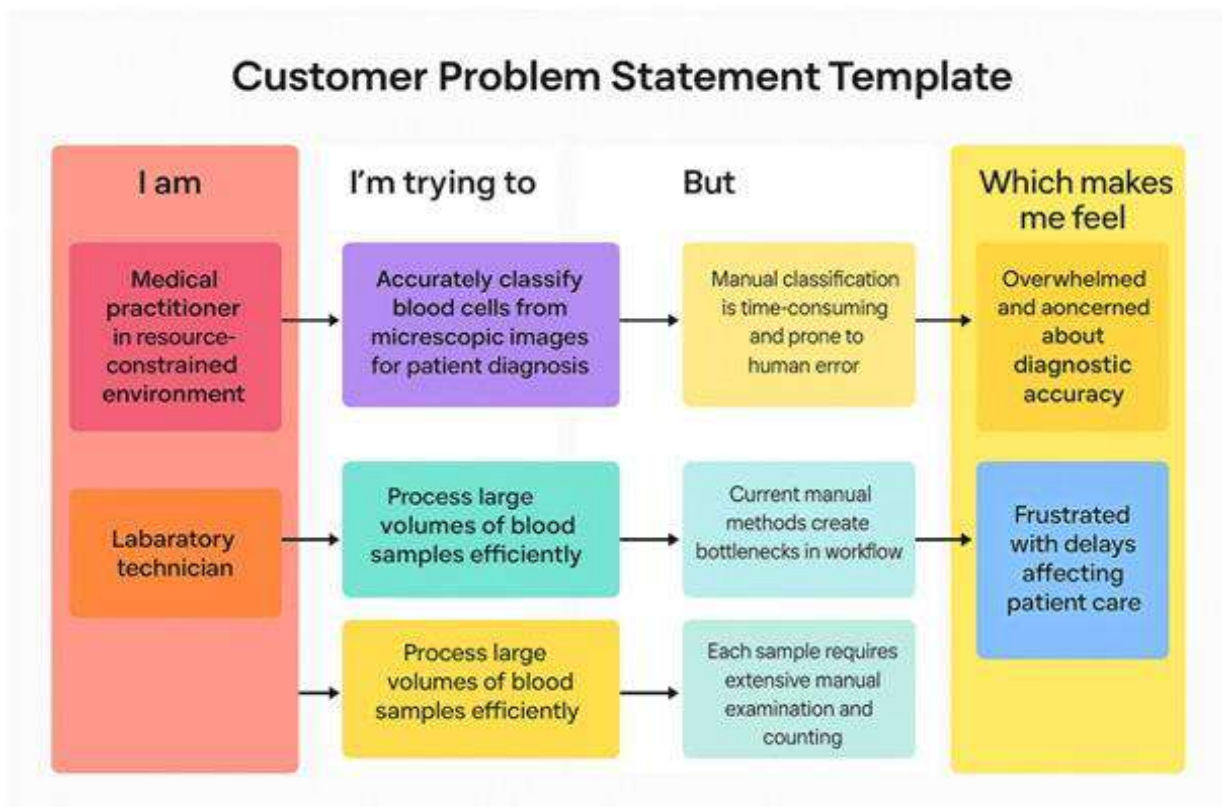 Customer Problem Statement Template
I am
I'm trying to
But
Which makes
me feel
Medical
practitioner
in resource-
constrained
environment
Accurately classify
blood cells from
micrescopic images
for patient diagnosis
Manual classification
is time-consuming
and prone to
human error
Overwhelmed
and aoncerned
about
diagnostic
accuracy
Labaratory
technician
Process large
volumes of blood
samples efficiently
Current manual
methods create
bottlenecks in workflow
Frustrated
with delays
affecting
patient care
Process large
volumes of blood
samples efficiently
Each sample requires
extensive manual
examination and
counting